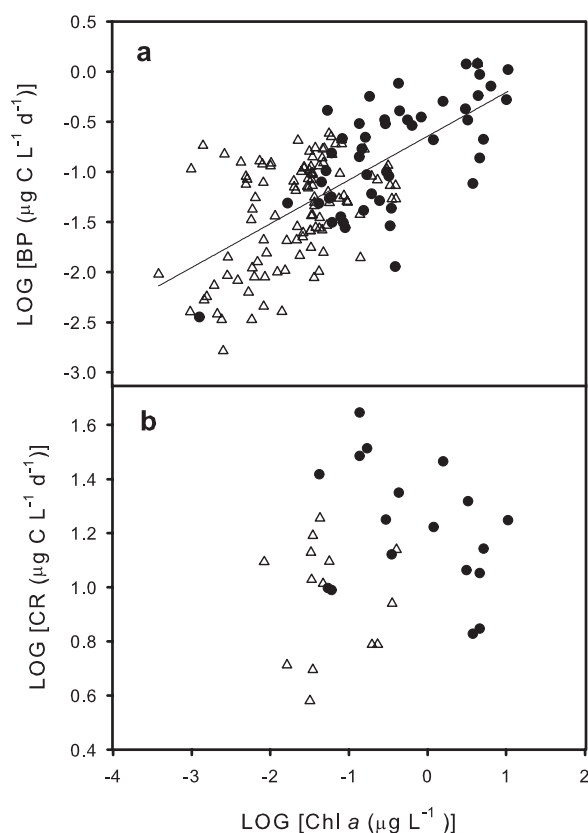 a
LOG [BP (μg C L⁻¹ d⁻¹)]
0.5
0.0
-0.5
-1.0
-1.5
-2.0
-2.5
-3.0
b
LOG [CR (μg C L⁻¹ d⁻¹)]
1.6
1.4
1.2
1.0
0.8
0.6
0.4
-4 -3 -2 -1 0 1 2
LOG [Chl a (μg L⁻¹)]